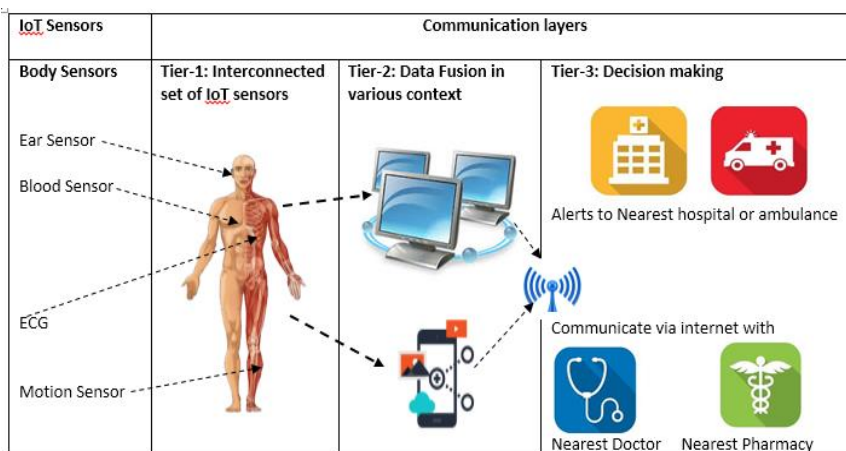 IoT Sensors
Communication layers
Body Sensors
Tier-1: Interconnected
set of IoT sensors
Tier-2: Data Fusion in
various context
Tier-3: Decision making
Ear Sensor
Blood Sensor
ECG
Motion Sensor
Alerts to Nearest hospital or ambulance
Communicate via internet with
Nearest Doctor
Nearest Pharmacy